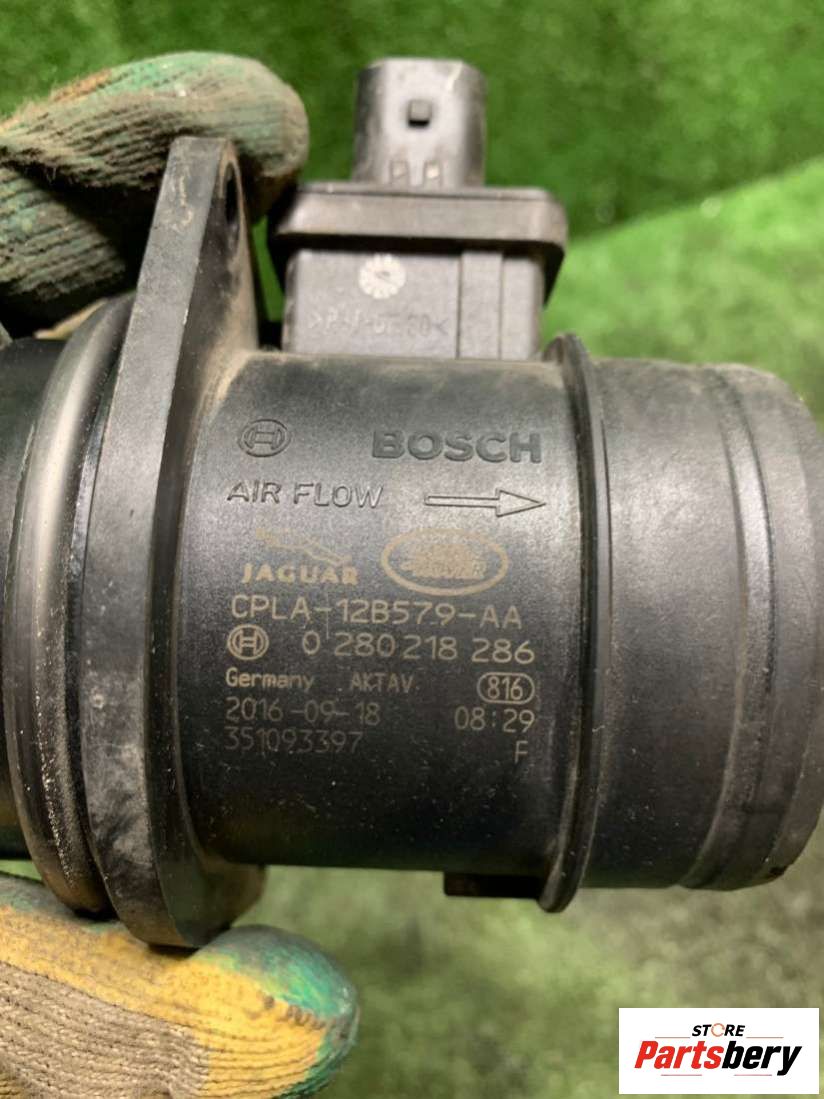 BOSCH
AIR FLOW
JAGUAR
CPLA-12B579-AA
0 280 218 286
Germany AKTAV 816
2016-09-18 08:29
351093397 F
STORE
Partsbery